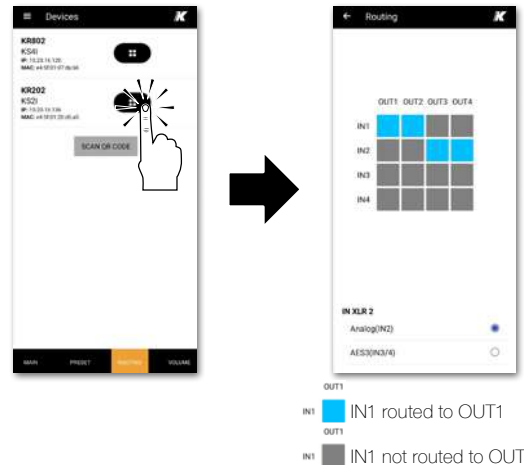 Devices
K
KR802
KS4I
SCAN QR CODE
KR202
KS2I
MAIN
PRESET
ROUTING
VOLUME
Routing
K
OUT1 OUT2 OUT3 OUT4
IN1
IN2
IN3
IN4
IN XLR 2
Analog(IN2)
AES3(IN3/4)
OUT1
IN1
IN1 routed to OUT1
OUT1
IN1
IN1 not routed to OUT